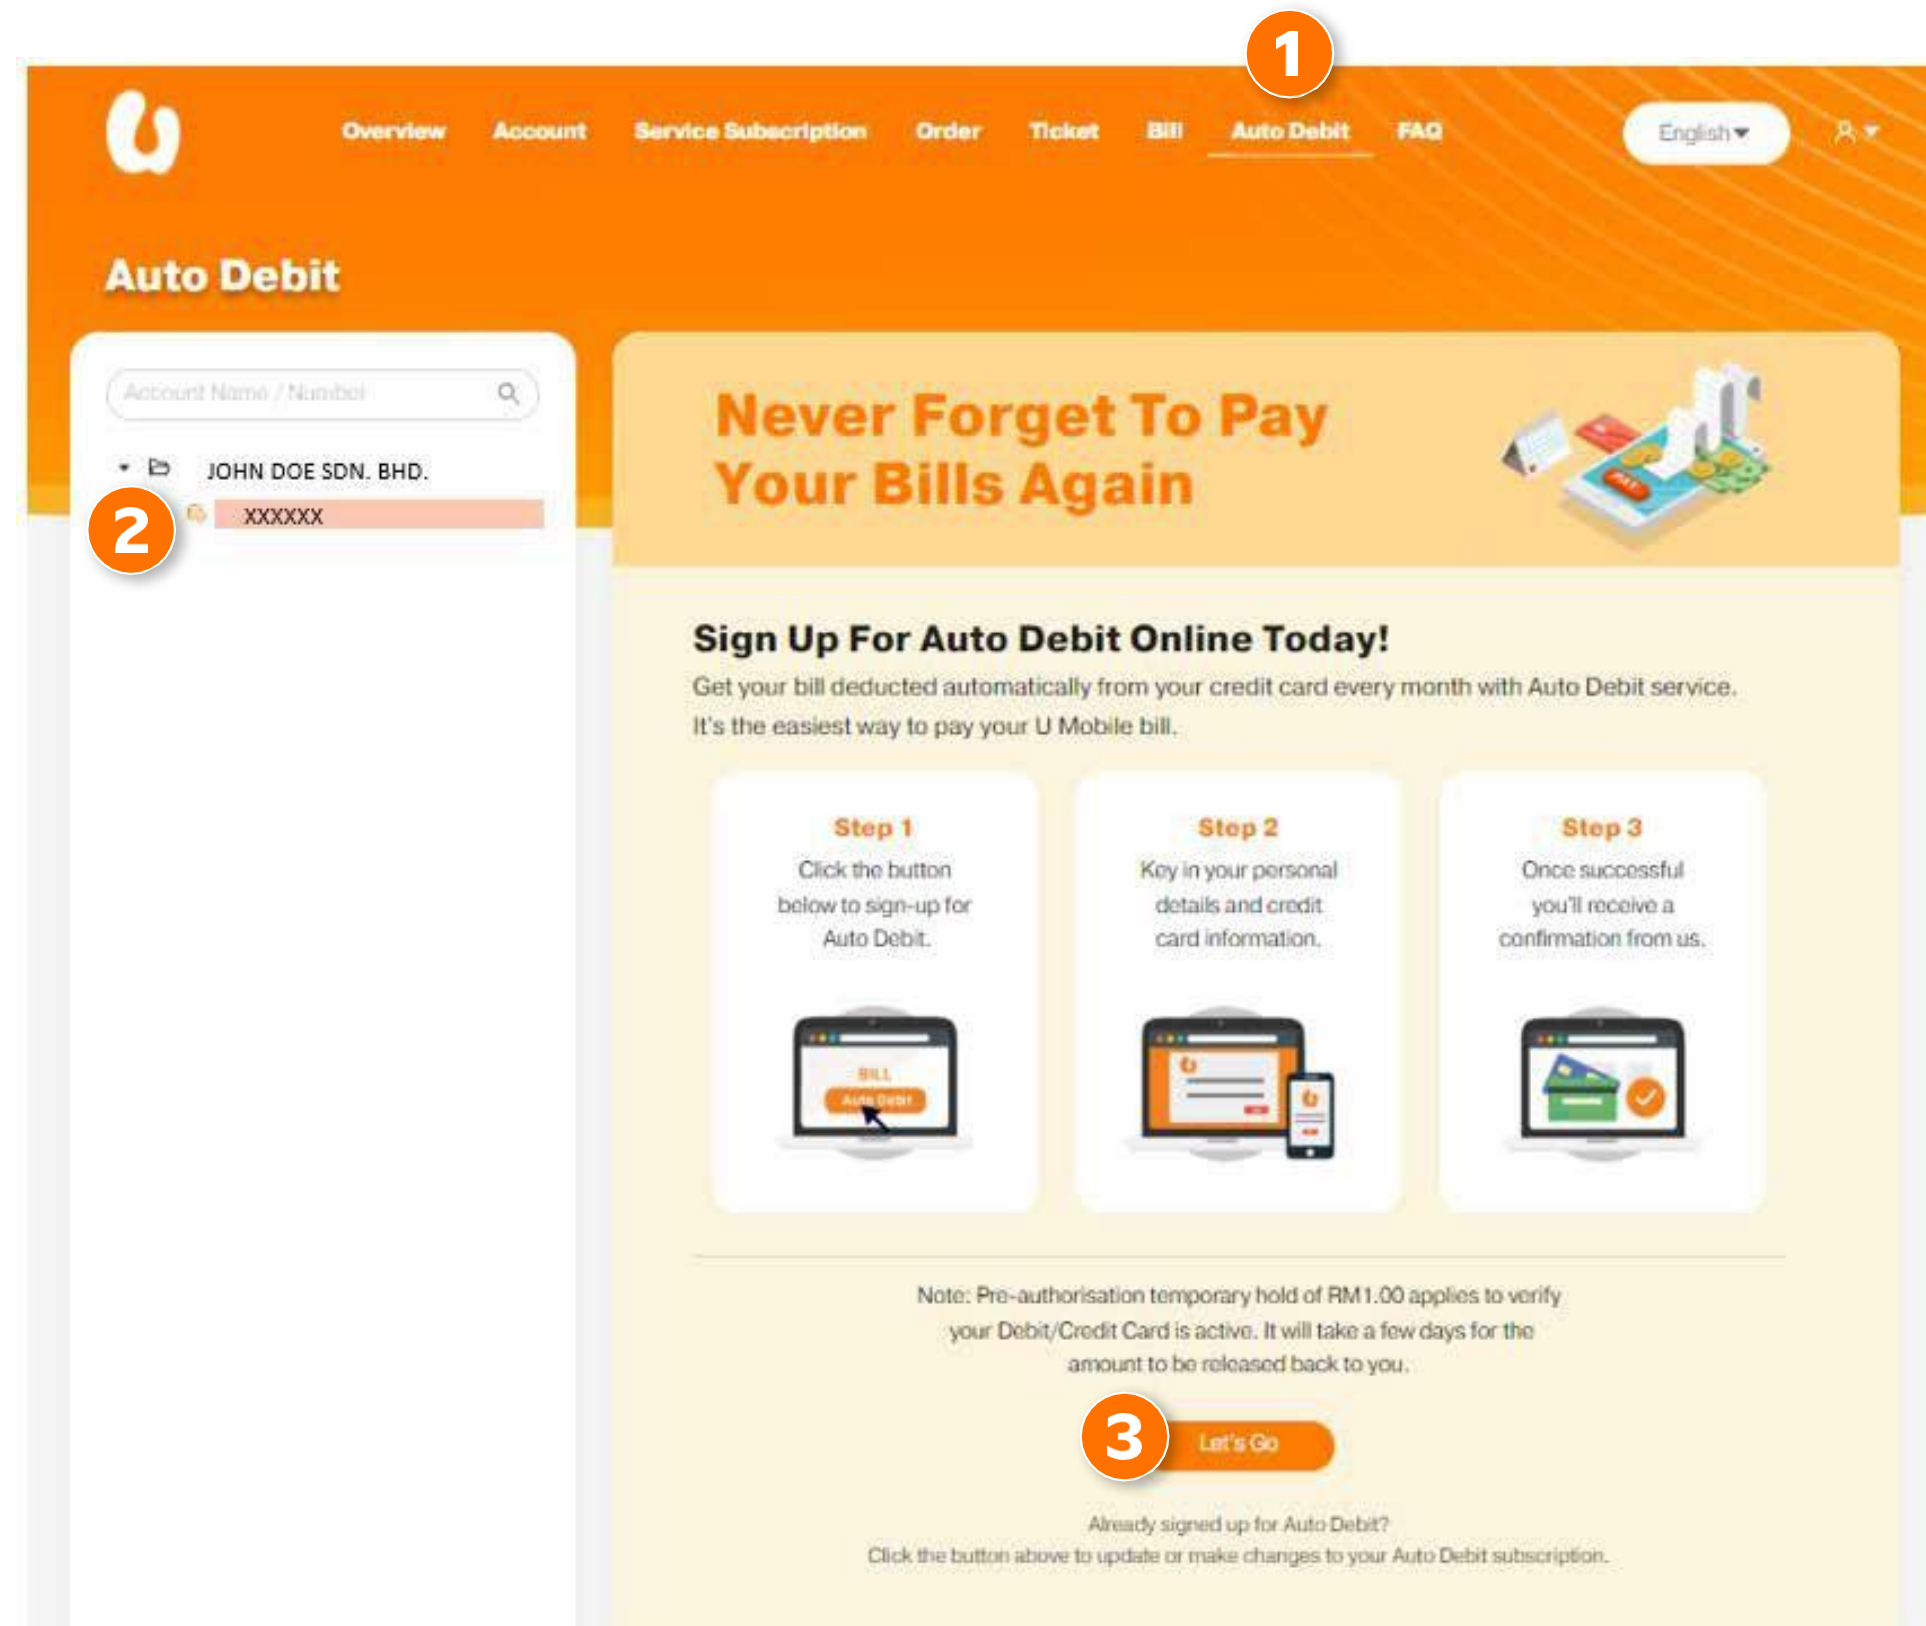 1
Overview Account Service Subscription Order Ticket Bill Auto Debit FAQ English
Auto Debit
Account Name / Number
JOHN DOE SDN. BHD.
2
XXXXXX
Never Forget To Pay
Your Bills Again
PAY
Sign Up For Auto Debit Online Today!
Get your bill deducted automatically from your credit card every month with Auto Debit service.
It's the easiest way to pay your U Mobile bill.
Step 1
Click the button
below to sign-up for
Auto Debit.
BILL
Auto Debit
Step 2
Key in your personal
details and credit
card information.
Step 3
Once successful
you'll receive a
confirmation from us.
Note: Pre-authorisation temporary hold of RM1.00 applies to verify
your Debit/Credit Card is active. It will take a few days for the
amount to be released back to you.
3
Let's Go
Already signed up for Auto Debit?
Click the button above to update or make changes to your Auto Debit subscription.